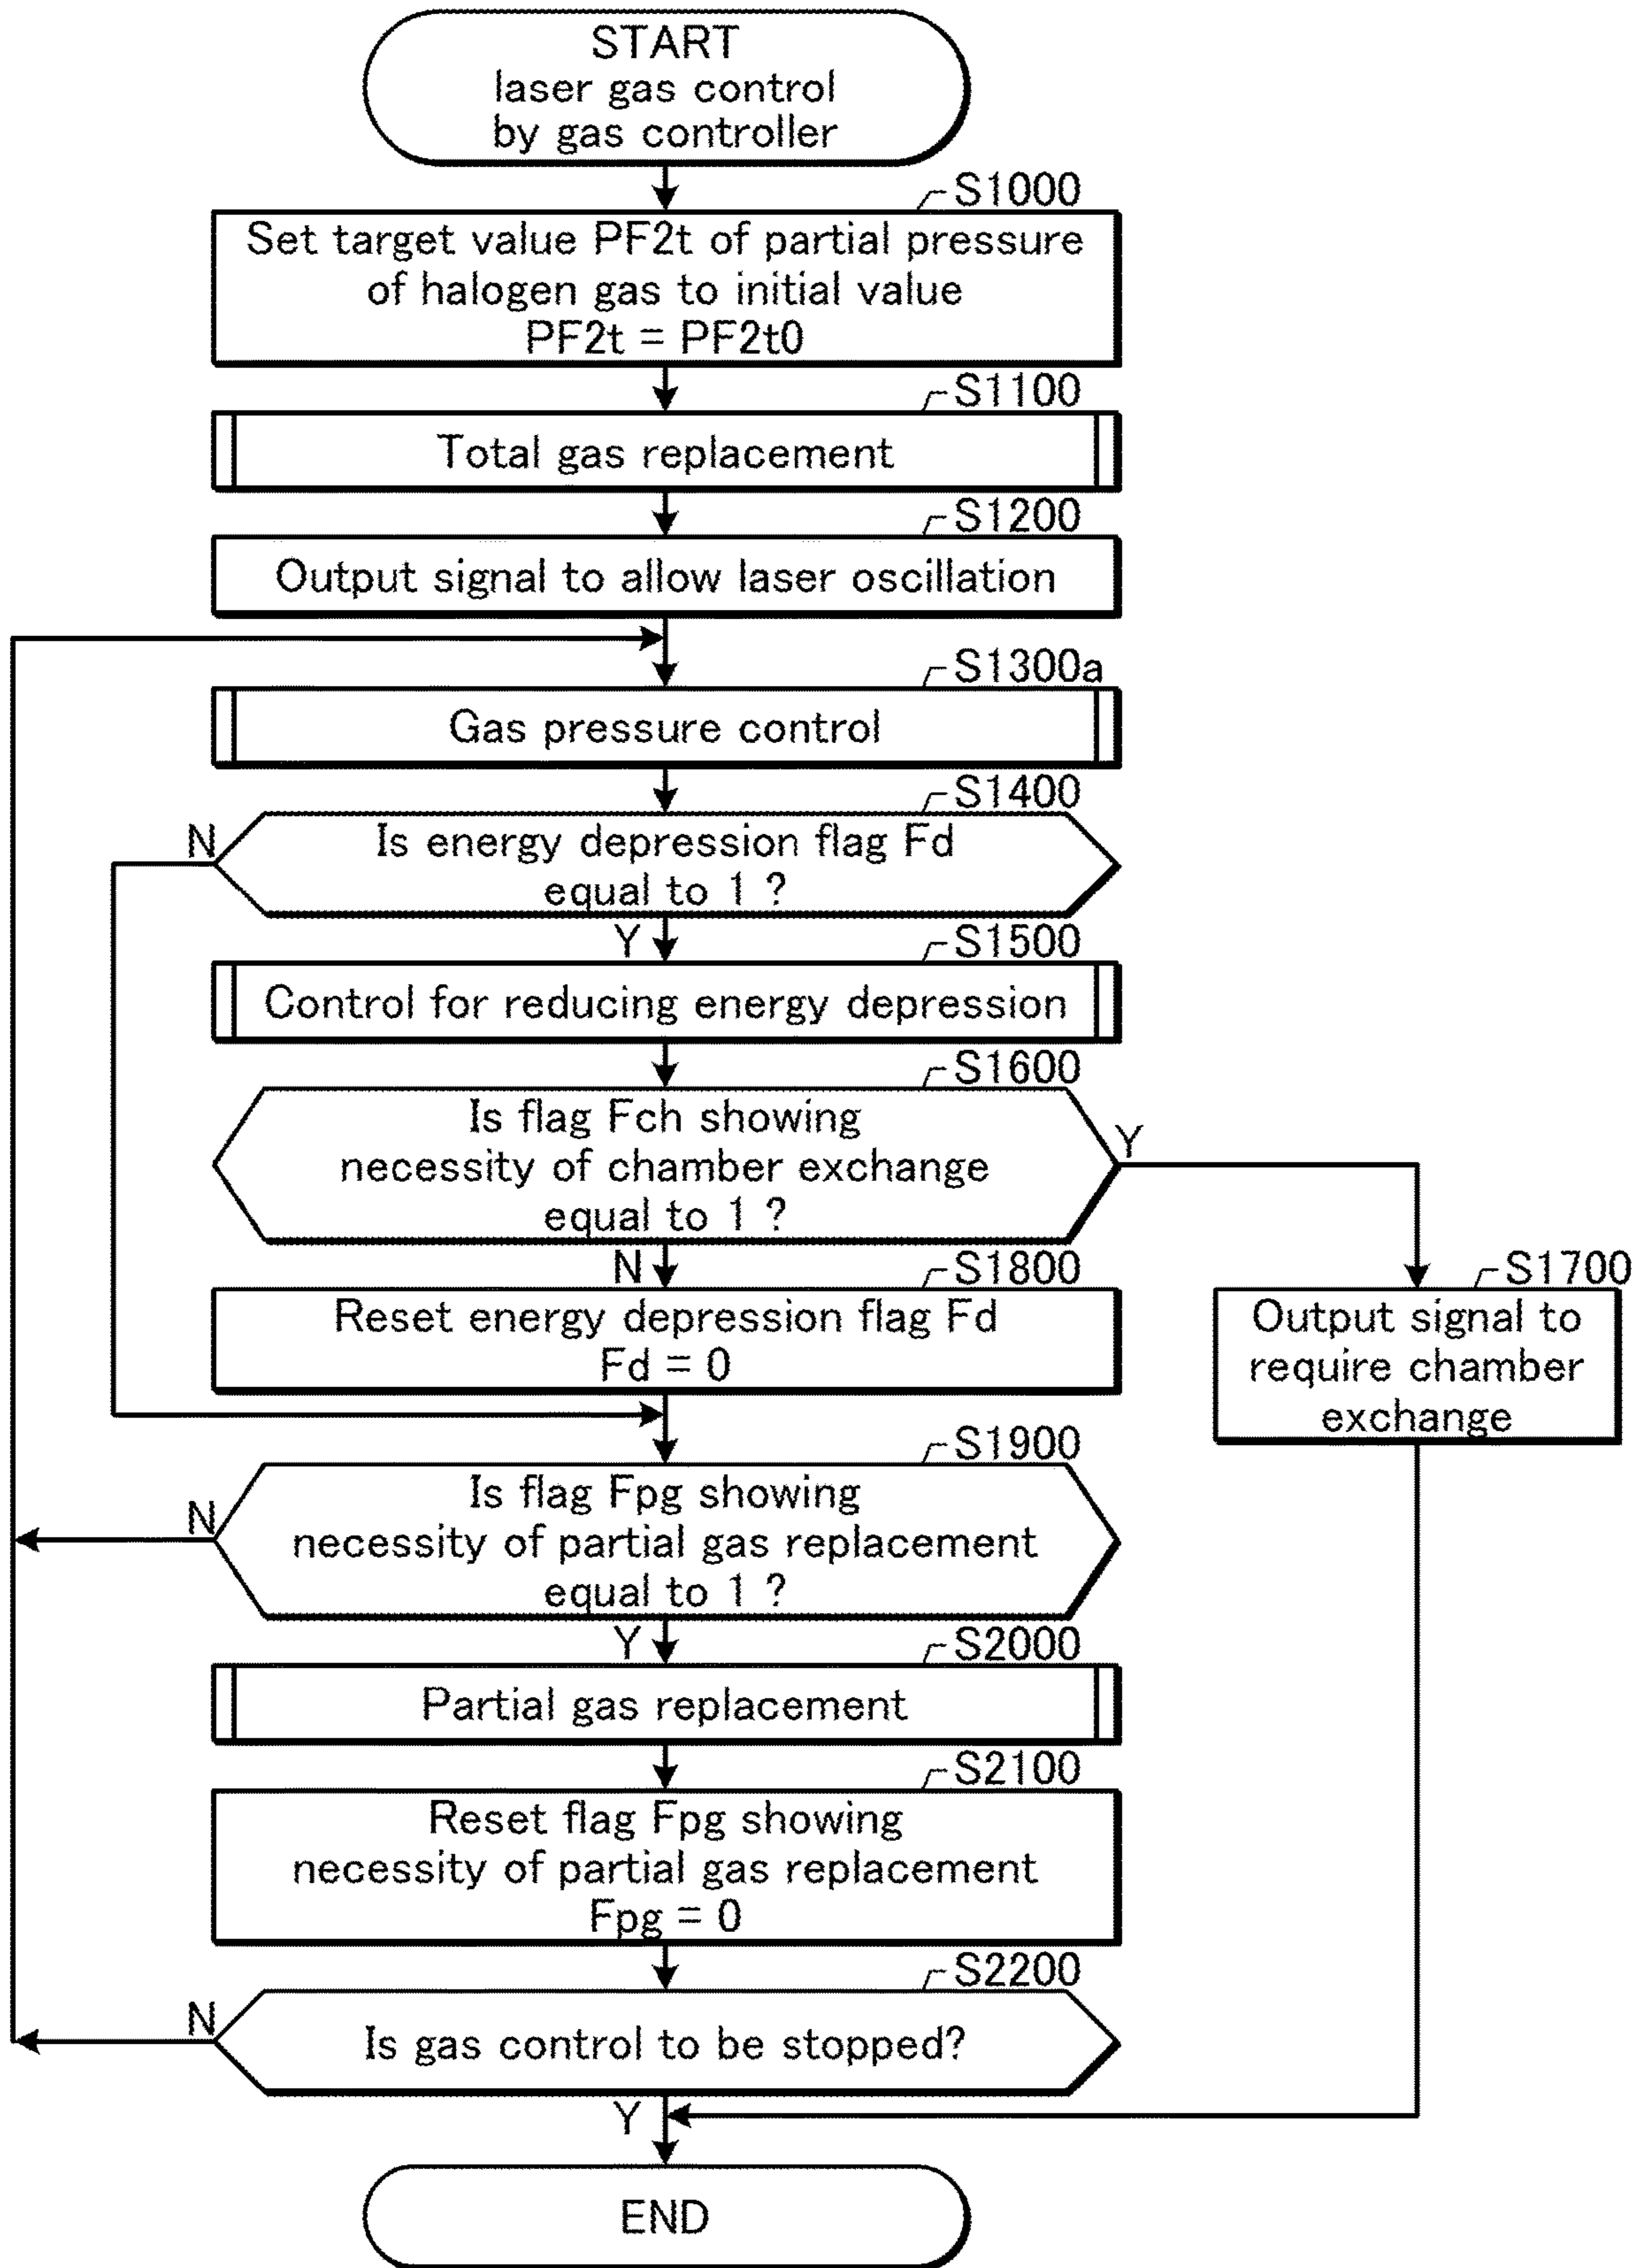 START
laser gas control
by gas controller
S1000
Set target value PF2t of partial pressure
of halogen gas to initial value
PF2t = PF2t0
S1100
Total gas replacement
S1200
Output signal to allow laser oscillation
S1300a
Gas pressure control
S1400
N
Is energy depression flag Fd
equal to 1 ?
Y
S1500
Control for reducing energy depression
S1600
Is flag Fch showing
necessity of chamber exchange
equal to 1 ?
Y
N
S1800
Reset energy depression flag Fd
Fd = 0
S1700
Output signal to
require chamber
exchange
S1900
N
Is flag Fpg showing
necessity of partial gas replacement
equal to 1 ?
Y
S2000
Partial gas replacement
S2100
Reset flag Fpg showing
necessity of partial gas replacement
Fpg = 0
S2200
N
Is gas control to be stopped?
Y
END